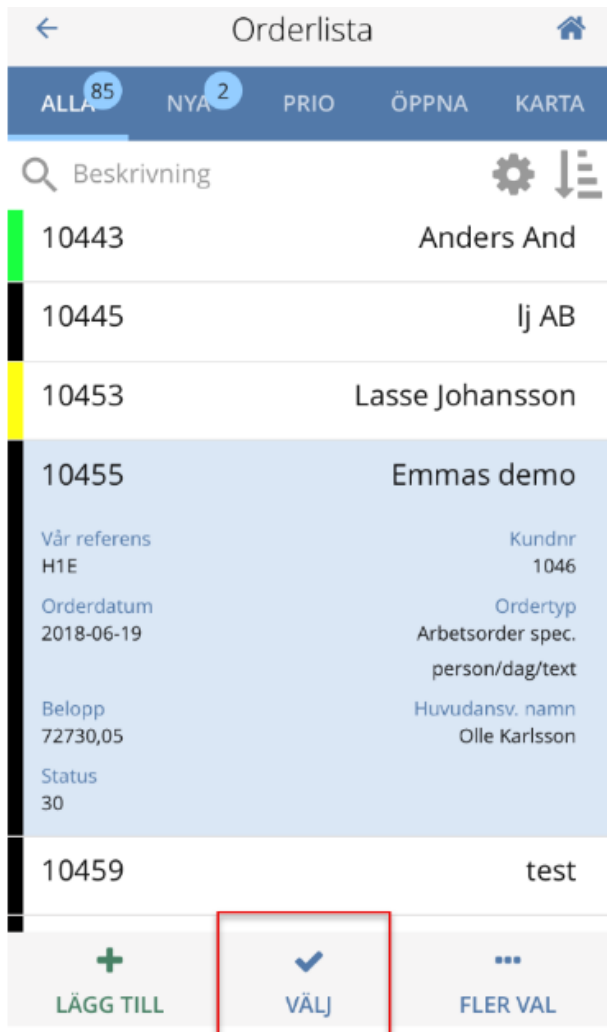 Orderlista
ALLA 85 NYA 2 PRIO ÖPPNA KARTA
Beskrivning
10443 Anders And
10445 lj AB
10453 Lasse Johansson
10455 Emmas demo
Vår referens Kundnr
H1E 1046
Orderdatum Ordertyp
2018-06-19 Arbetsorder spec.
person/dag/text
Belopp Huvudansv. namn
72730,05 Olle Karlsson
Status
30
10459 test
LÄGG TILL VÄLJ FLER VAL